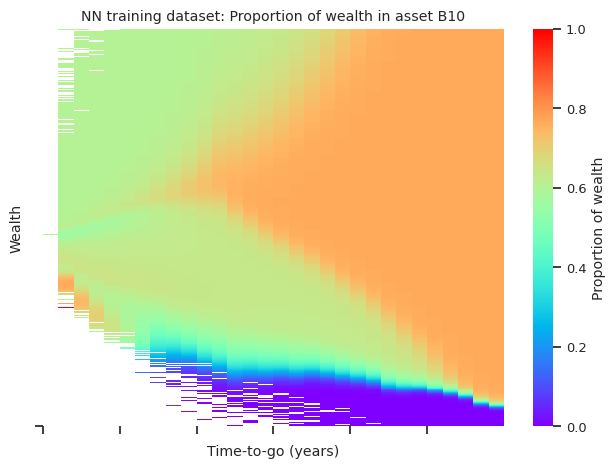 NN training dataset: Proportion of wealth in asset B10
1.0
0.8
0.6
0.4
0.2
0.0
Proportion of wealth
Wealth
Time-to-go (years)